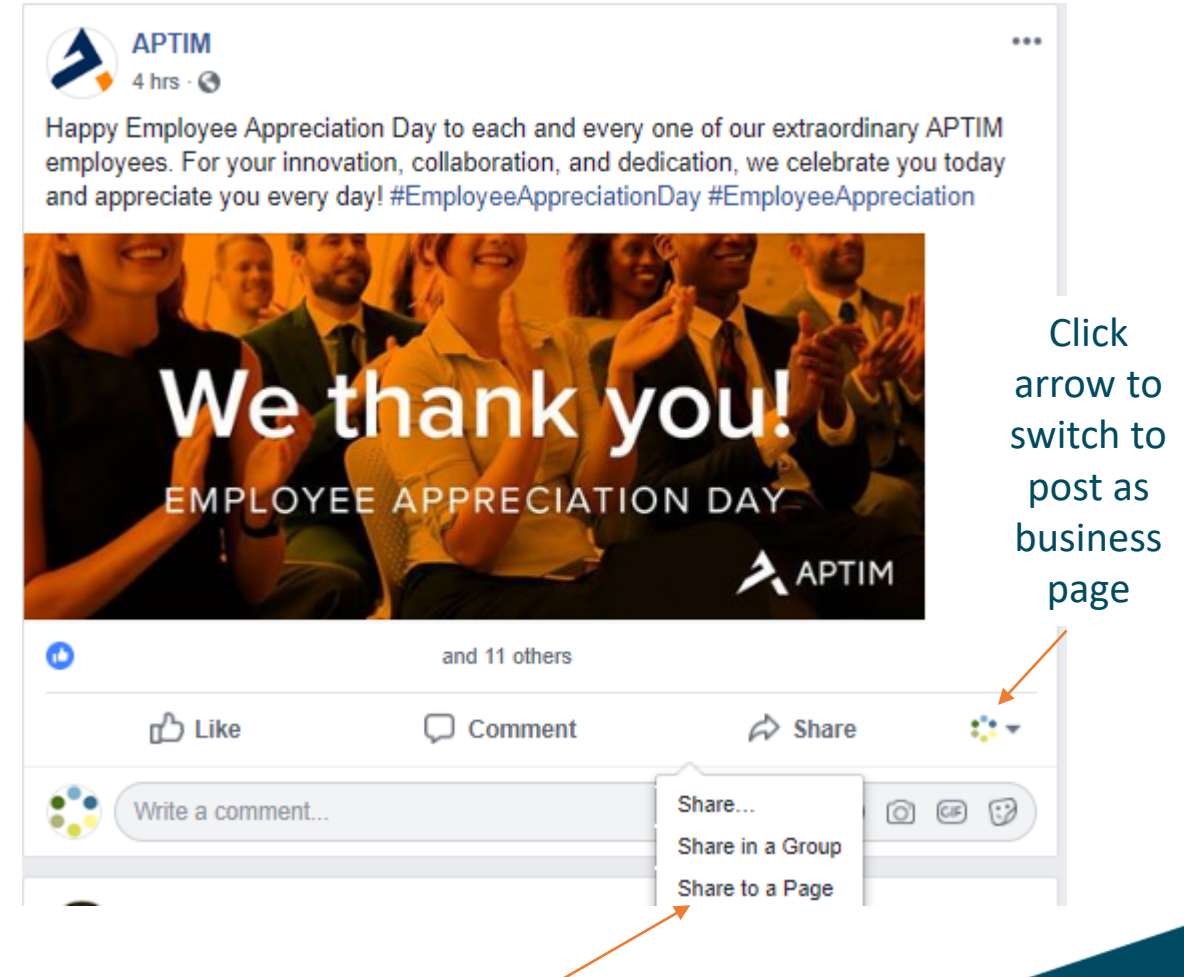 APTIM
4 hrs ·
Happy Employee Appreciation Day to each and every one of our extraordinary APTIM
employees. For your innovation, collaboration, and dedication, we celebrate you today
and appreciate you every day! #EmployeeAppreciationDay #EmployeeAppreciation
We thank you!
EMPLOYEE APPRECIATION DAY
APTIM
Click
arrow to
switch to
post as
business
page
and 11 others
Like Comment Share
Write a comment...
GIF
Share...
Share in a Group
Share to a Page